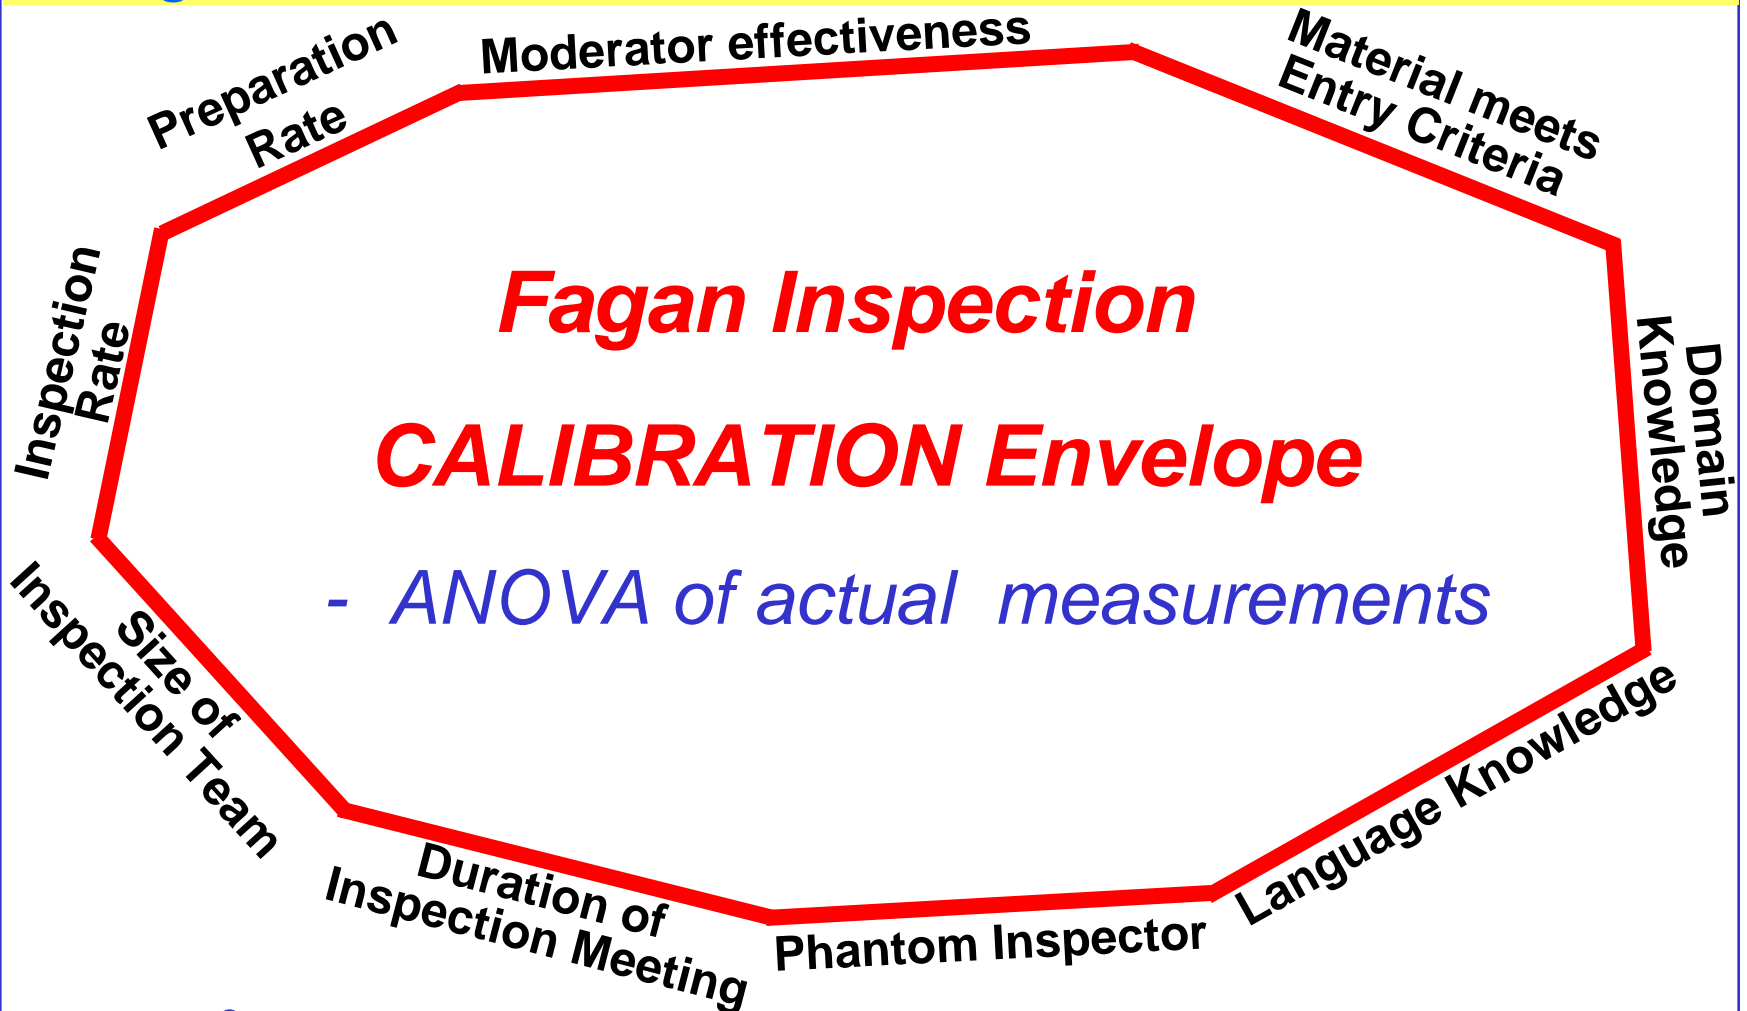 Preparation
Rate
Moderator effectiveness
Material meets
Entry Criteria
Inspection
Rate
Fagan Inspection
Domain
Knowledge
CALIBRATION Envelope
- ANOVA of actual measurements
Size of
Inspection Team
Language Knowledge
Duration of
Inspection Meeting
Phantom Inspector